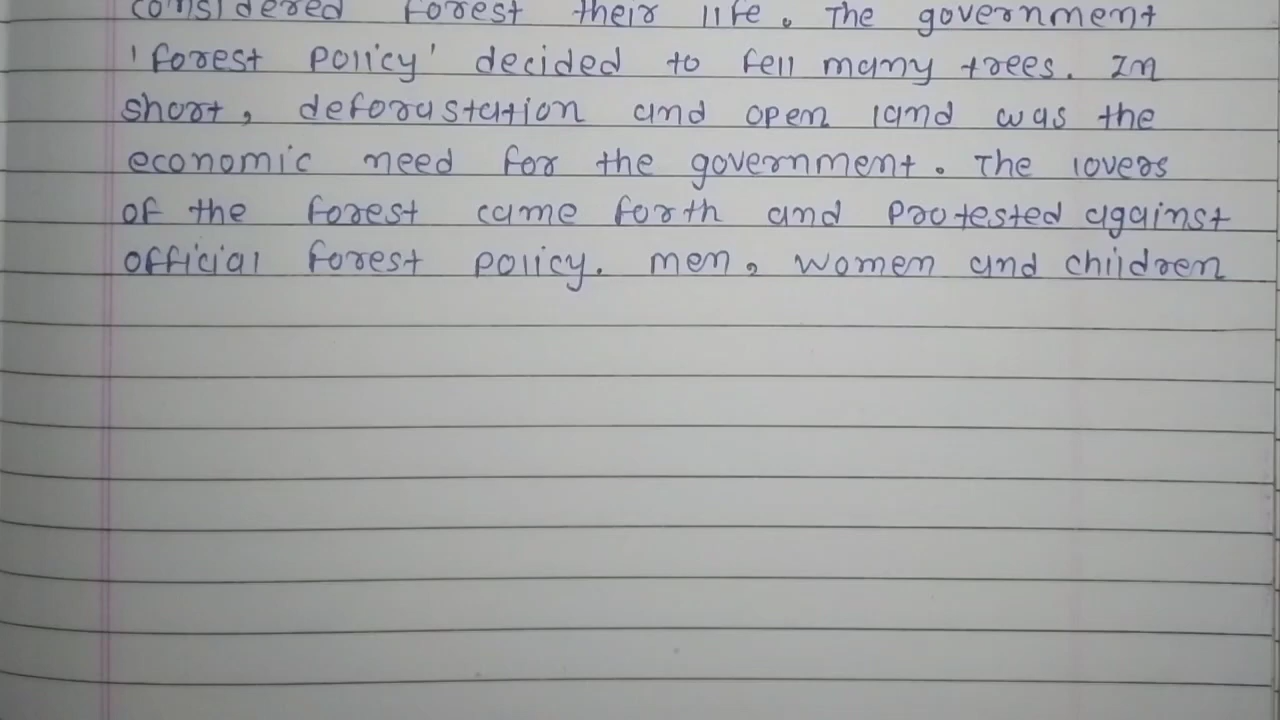 considered forest their life. The government
'forest policy' decided to fell many trees. In
short, deforastation and open land was the
economic need for the government. The lovers
of the forest came forth and protested against
official forest policy. men, women and children